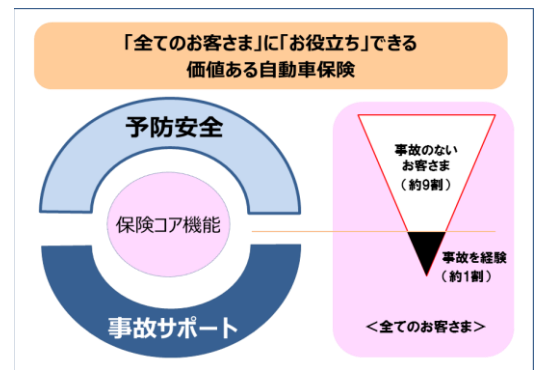 「全てのお客さま」に「お役立ち」できる
価値ある自動車保険
予防安全
保険コア機能
事故サポート
事故のない
お客さま
（約9割）
事故を経験
（約1割）
＜全てのお客さま＞